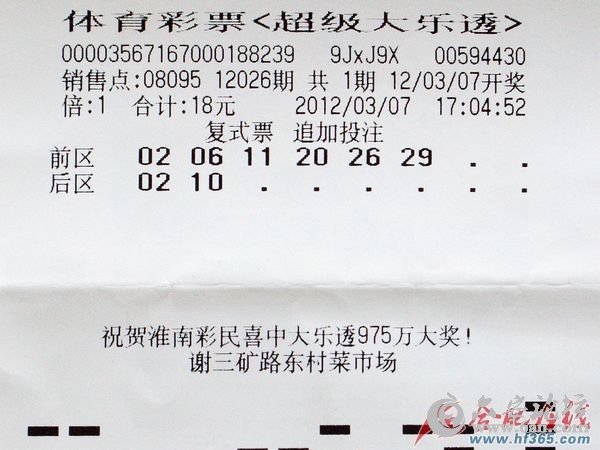 体育彩票<超级大乐透>
00003567167000188239 9JxJ9X 00594430
销售点:08095 12026期 共1期 12/03/07开奖
倍:1 合计:18元 2012/03/07 17:04:52
复式票 追加投注
前区 02 06 11 20 26 29 . .
后区 02 10 . . . . . .
祝贺淮南彩民喜中大乐透975万大奖!
谢三矿路东村菜市场
合肥论坛
www.hf365.com